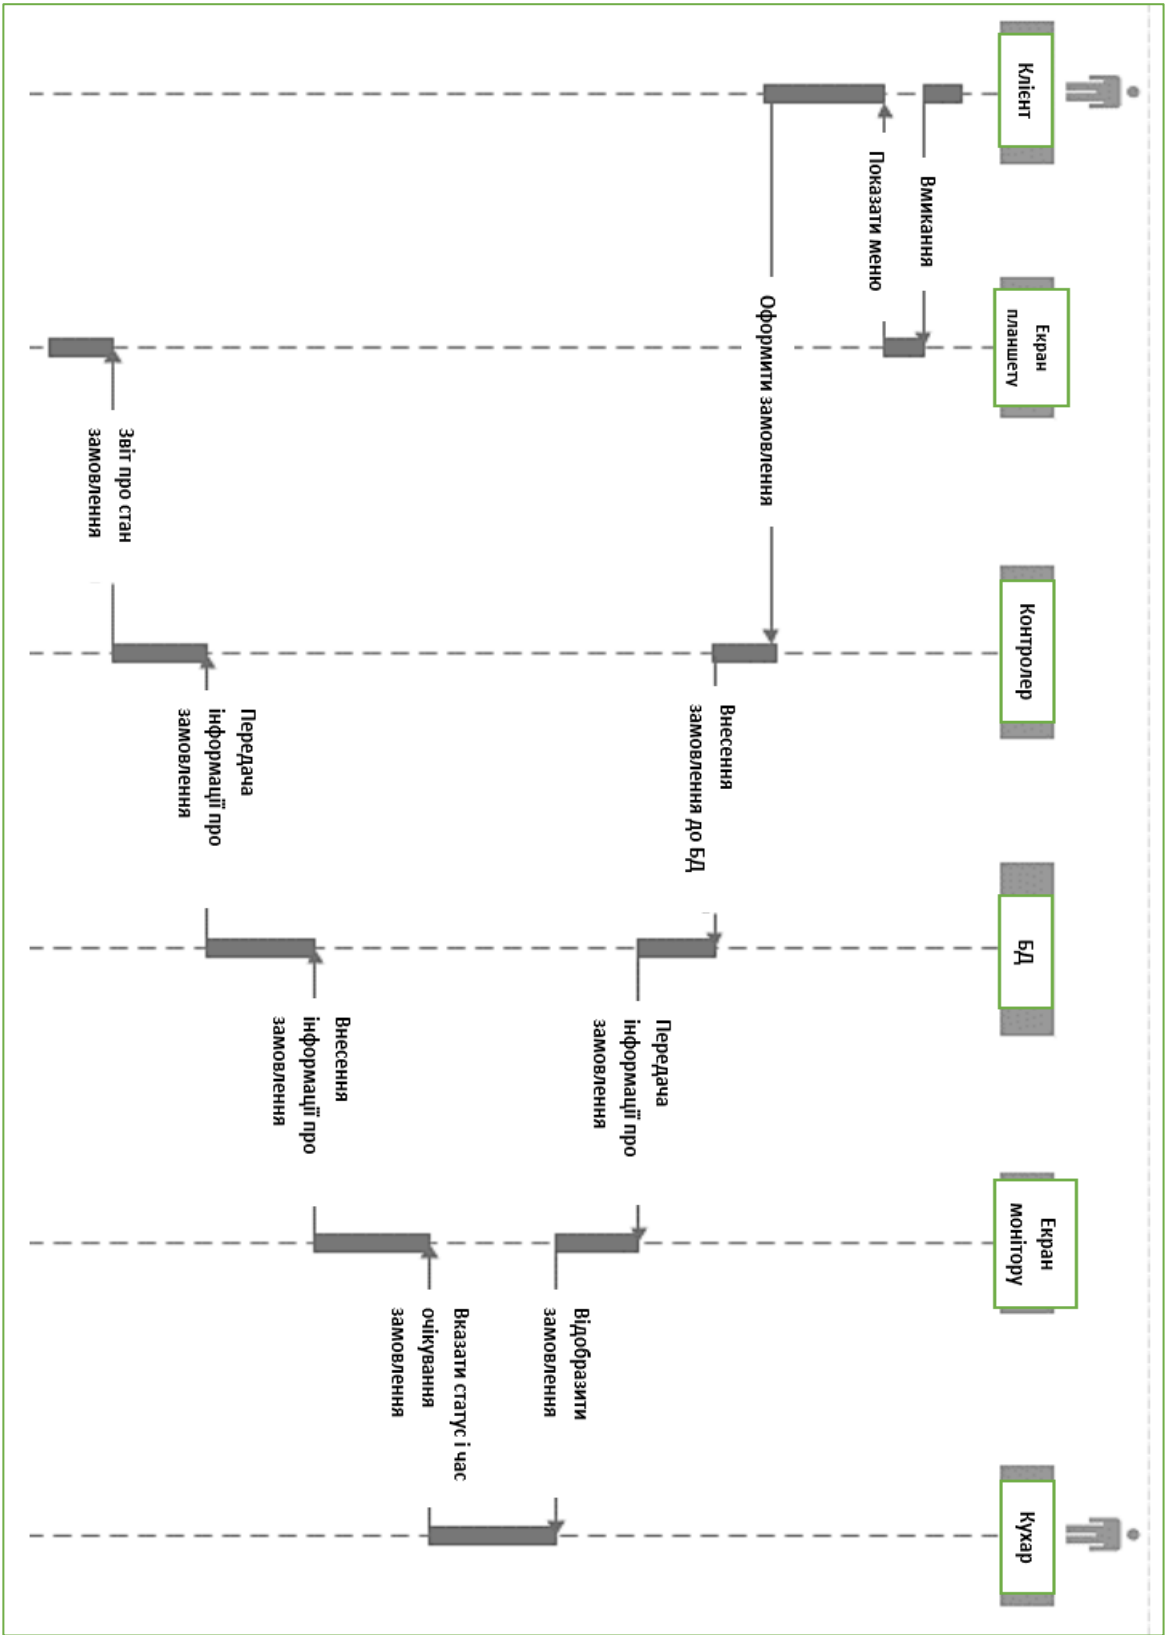 Клієнт
Екран
планшету
Контролер
БД
Екран
монітору
Кухар
Вмикання
Показати меню
Оформити замовлення
Внесення
замовлення до БД
Передача
інформації про
замовлення
Відобразити
замовлення
Вказати статус і час
очікування
замовлення
Внесення
інформації про
замовлення
Передача
інформації про
замовлення
Звіт про стан
замовлення